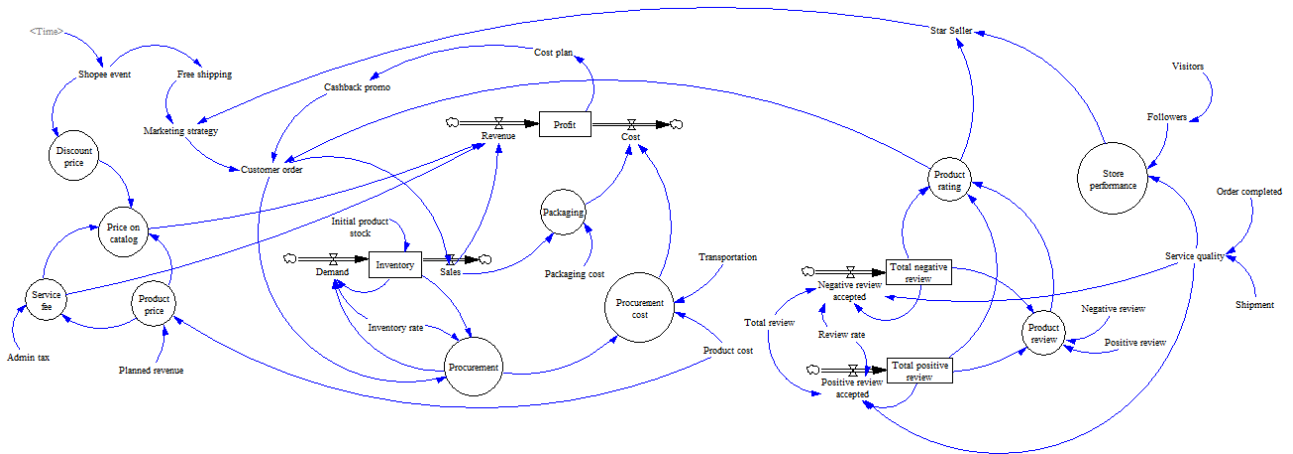 <Time>
Shopee event
Free shipping
Marketing strategy
Cashback promo
Cost plan
Star Seller
Visitors
Followers
Discount
price
Revenue
Profit
Cost
Customer order
Product
rating
Store
performance
Order completed
Price on
catalog
Initial product
stock
Packaging
Packaging cost
Demand
Inventory
Sales
Transportation
Service quality
Shipment
Service
fee
Product
price
Procurement
cost
Negative review
accepted
Total negative
review
Total review
Review rate
Product
review
Negative review
Positive review
Inventory rate
Product cost
Admin tax
Planned revenue
Procurement
Positive review
accepted
Total positive
review